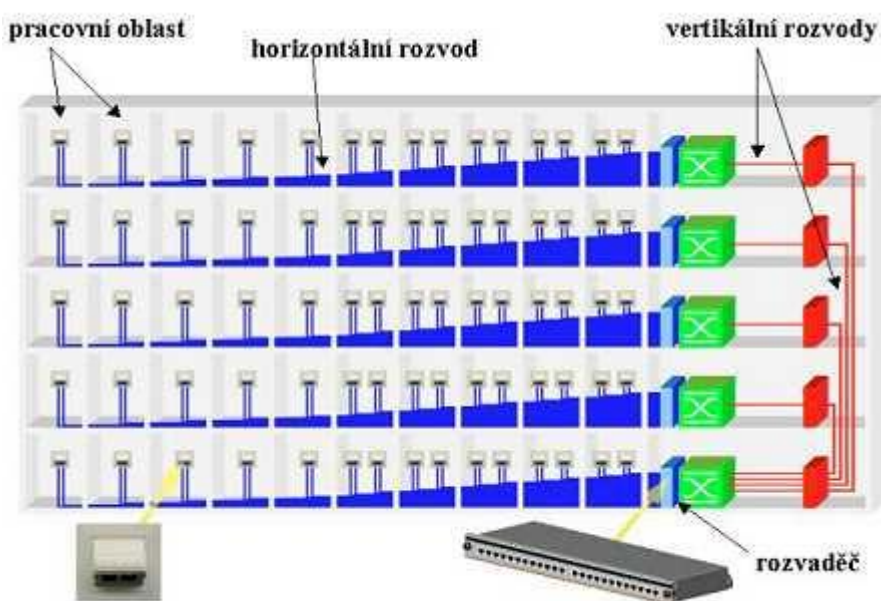 pracovní oblast
horizontální rozvod
vertikální rozvody
rozvaděč